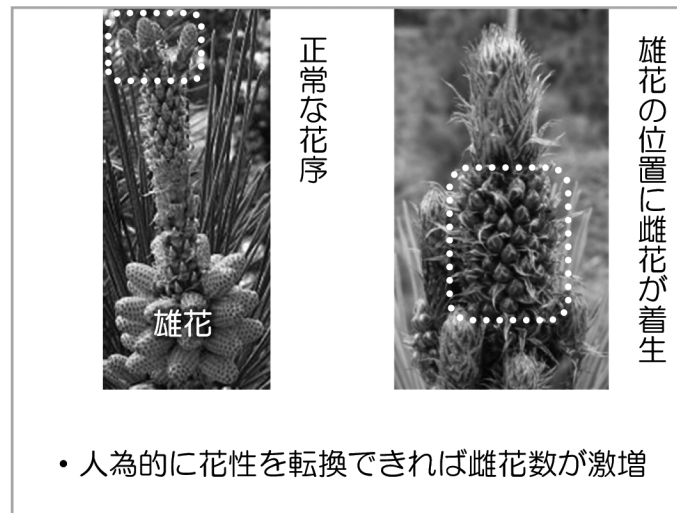 正常な花序
雄花
雄花の位置に雌花が着生
・人為的に花性を転換できれば雌花数が激増